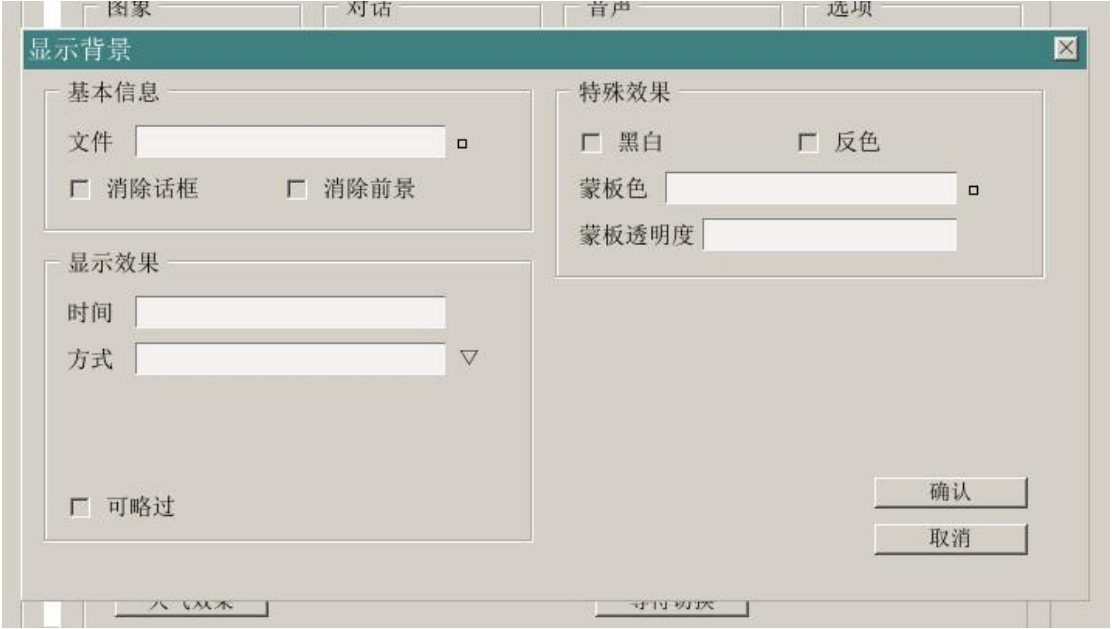 图象 对话 音声 选项
显示背景
基本信息
文件
消除话框 消除前景
显示效果
时间
方式
可略过
特殊效果
黑白 反色
蒙板色
蒙板透明度
确认
取消